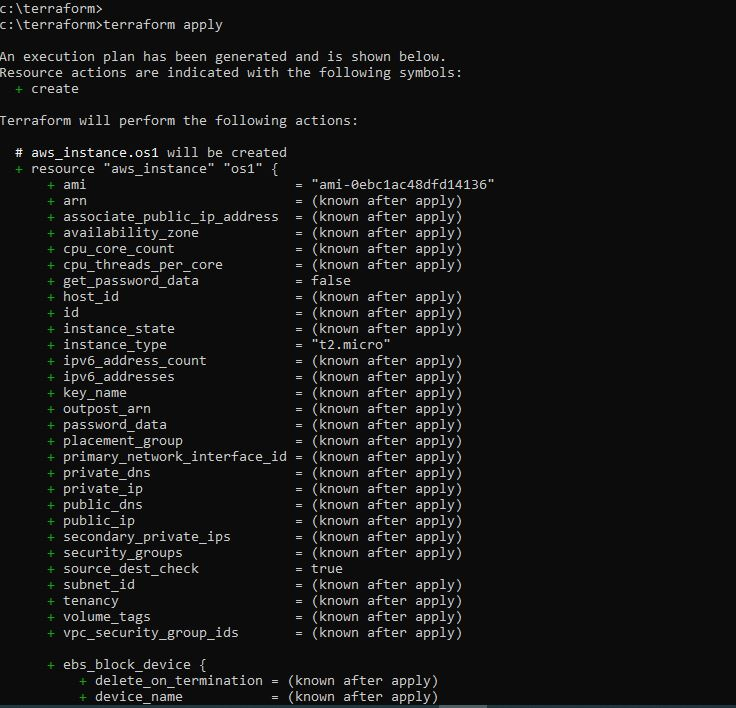 c:\terraform>
c:\terraform>terraform apply
An execution plan has been generated and is shown below.
Resource actions are indicated with the following symbols:
+ create
Terraform will perform the following actions:
# aws_instance.os1 will be created
+ resource "aws_instance" "os1" {
+ ami = "ami-0ebc1ac48dfd14136"
+ arn = (known after apply)
+ associate_public_ip_address = (known after apply)
+ availability_zone = (known after apply)
+ cpu_core_count = (known after apply)
+ cpu_threads_per_core = (known after apply)
+ get_password_data = false
+ host_id = (known after apply)
+ id = (known after apply)
+ instance_state = (known after apply)
+ instance_type = "t2.micro"
+ ipv6_address_count = (known after apply)
+ ipv6_addresses = (known after apply)
+ key_name = (known after apply)
+ outpost_arn = (known after apply)
+ password_data = (known after apply)
+ placement_group = (known after apply)
+ primary_network_interface_id = (known after apply)
+ private_dns = (known after apply)
+ private_ip = (known after apply)
+ public_dns = (known after apply)
+ public_ip = (known after apply)
+ secondary_private_ips = (known after apply)
+ security_groups = (known after apply)
+ source_dest_check = true
+ subnet_id = (known after apply)
+ tenancy = (known after apply)
+ volume_tags = (known after apply)
+ vpc_security_group_ids = (known after apply)
+ ebs_block_device {
+ delete_on_termination = (known after apply)
+ device_name = (known after apply)